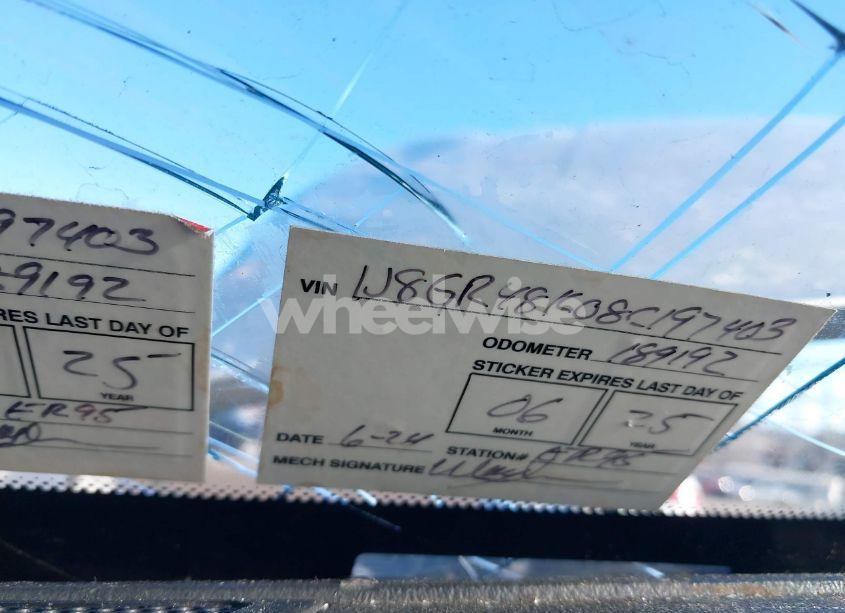 97403
9192
RES LAST DAY OF
25
YEAR
ER95
VIN 1J8GR48K08C197403
wheelwise
ODOMETER 189192
STICKER EXPIRES LAST DAY OF
06 25
MONTH YEAR
DATE 6-24 STATION#
MECH SIGNATURE